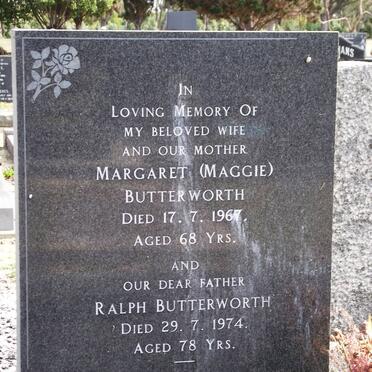 In
Loving Memory Of
my beloved wife
and our mother
Margaret (Maggie)
Butterworth
Died 17. 7. 1967.
Aged 68 Yrs.
and
our dear father
Ralph Butterworth
Died 29. 7. 1974.
Aged 78 Yrs.